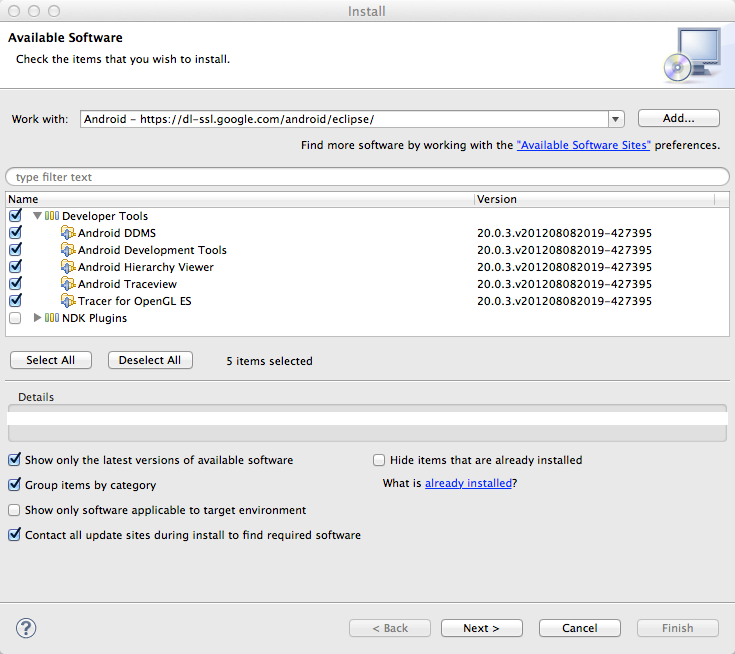 Install
Available Software
Check the items that you wish to install.
Work with: Android – https://dl-ssl.google.com/android/eclipse/ Add...
Find more software by working with the "Available Software Sites" preferences.
type filter text
Name Version
Developer Tools
Android DDMS 20.0.3.v201208082019-427395
Android Development Tools 20.0.3.v201208082019-427395
Android Hierarchy Viewer 20.0.3.v201208082019-427395
Android Traceview 20.0.3.v201208082019-427395
Tracer for OpenGL ES 20.0.3.v201208082019-427395
NDK Plugins
Select All Deselect All 5 items selected
Details
Show only the latest versions of available software Hide items that are already installed
Group items by category What is already installed?
Show only software applicable to target environment
Contact all update sites during install to find required software
? < Back Next > Cancel Finish